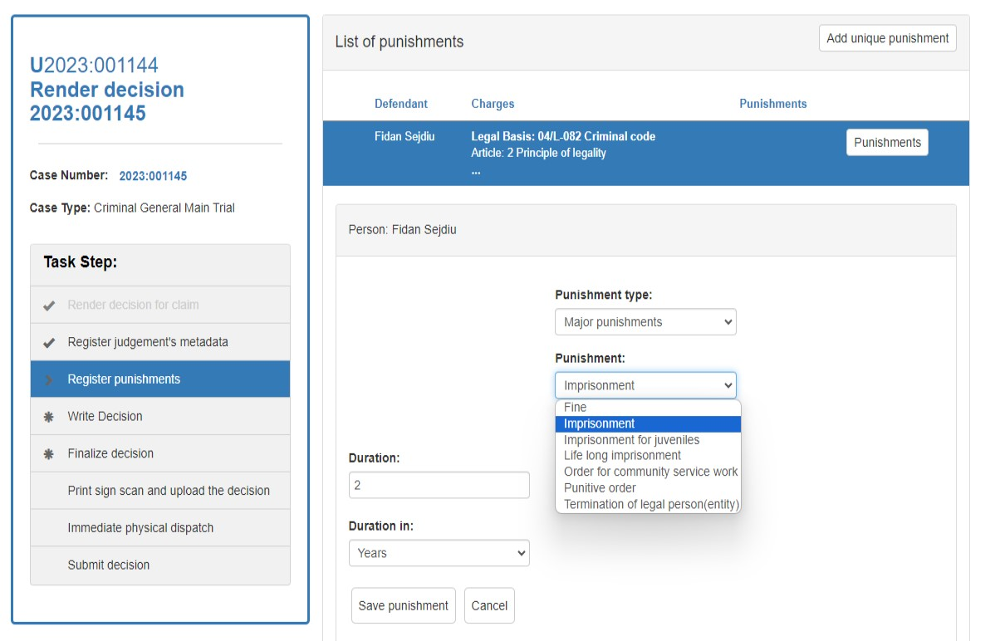 U2023:001144
Render decision
2023:001145
Case Number: 2023:001145
Case Type: Criminal General Main Trial
Task Step:
Render decision for claim
Register judgement's metadata
Register punishments
Write Decision
Finalize decision
Print sign scan and upload the decision
Immediate physical dispatch
Submit decision
List of punishments
Add unique punishment
Defendant Charges Punishments
Fidan Sejdiu Legal Basis: 04/L-082 Criminal code
Article: 2 Principle of legality
...
Punishments
Person: Fidan Sejdiu
Punishment type:
Major punishments
Punishment:
Imprisonment
Fine
Imprisonment
Imprisonment for juveniles
Life long imprisonment
Order for community service work
Punitive order
Termination of legal person(entity)
Duration:
2
Duration in:
Years
Save punishment Cancel